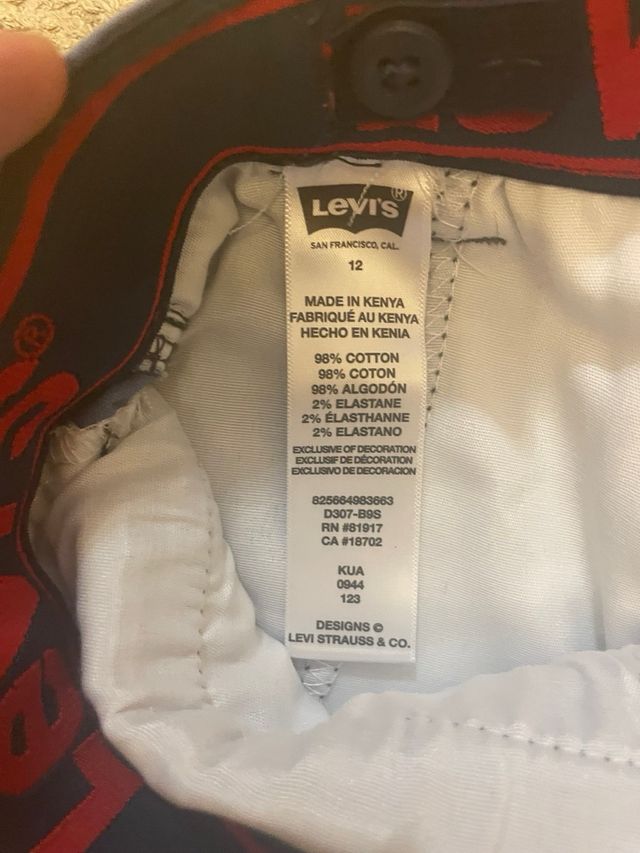 LEVI'S®
SAN FRANCISCO, CAL.
12
MADE IN KENYA
FABRIQUÉ AU KENYA
HECHO EN KENIA
98% COTTON
98% COTON
98% ALGODÓN
2% ELASTANE
2% ÉLASTHANNE
2% ELASTANO
EXCLUSIVE OF DECORATION
EXCLUSIF DE DÉCORATION
EXCLUSIVO DE DECORACION
825664983663
D307-B9S
RN #81917
CA #18702
KUA
0944
123
DESIGNS ©
LEVI STRAUSS & CO.